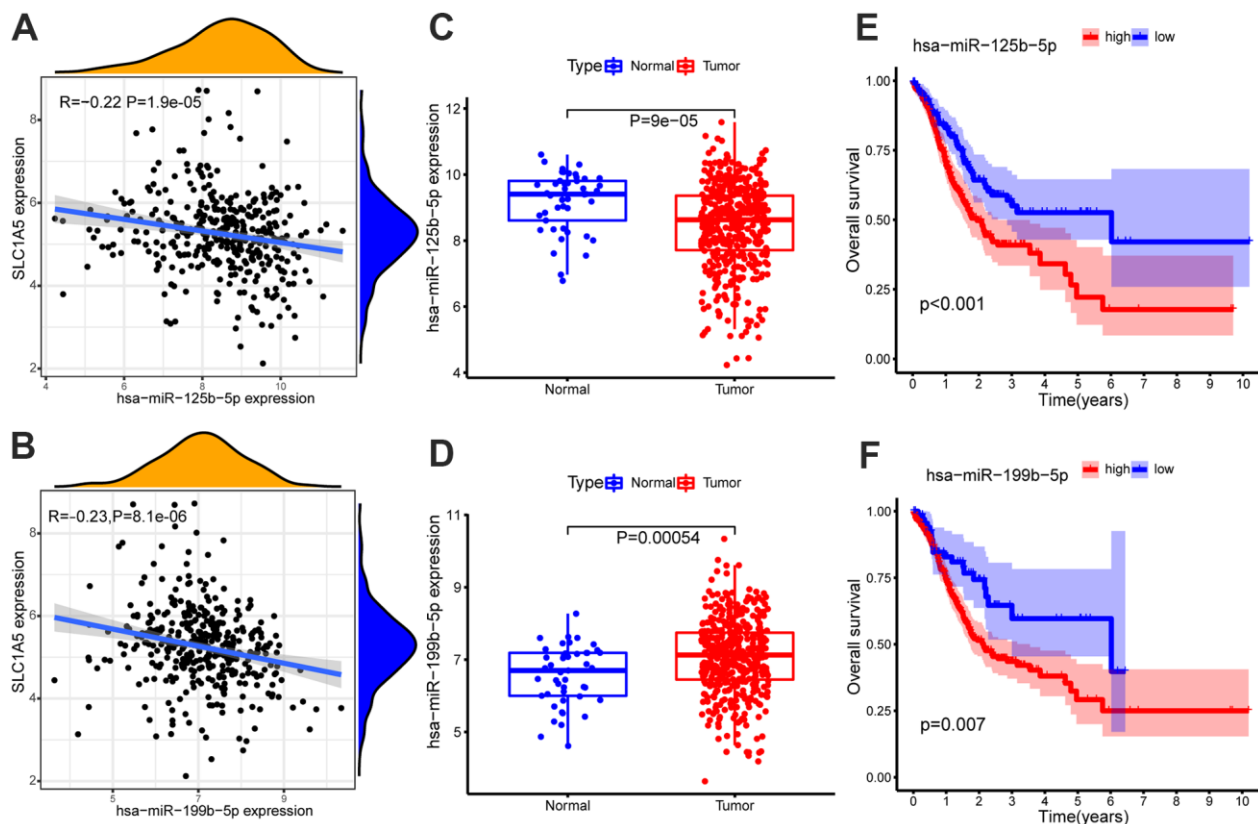 A
R=−0.22 P=1.9e−05
SLC1A5 expression
8
6
4
2
4 6 8 10
hsa−miR−125b−5p expression
B
R=−0.23,P=8.1e−06
SLC1A5 expression
8
6
4
2
5 7 9
hsa−miR−199b−5p expression
C
Type Normal Tumor
P=9e−05
hsa−miR−125b−5p expression
12
10
8
6
4
Normal Tumor
D
Type Normal Tumor
P=0.00054
hsa−miR−199b−5p expression
11
9
7
5
Normal Tumor
E
hsa−miR−125b−5p high low
Overall survival
1.00
0.75
0.50
0.25
0.00
p<0.001
0 1 2 3 4 5 6 7 8 9 10
Time(years)
F
hsa−miR−199b−5p high low
Overall survival
1.00
0.75
0.50
0.25
0.00
p=0.007
0 1 2 3 4 5 6 7 8 9 10
Time(years)